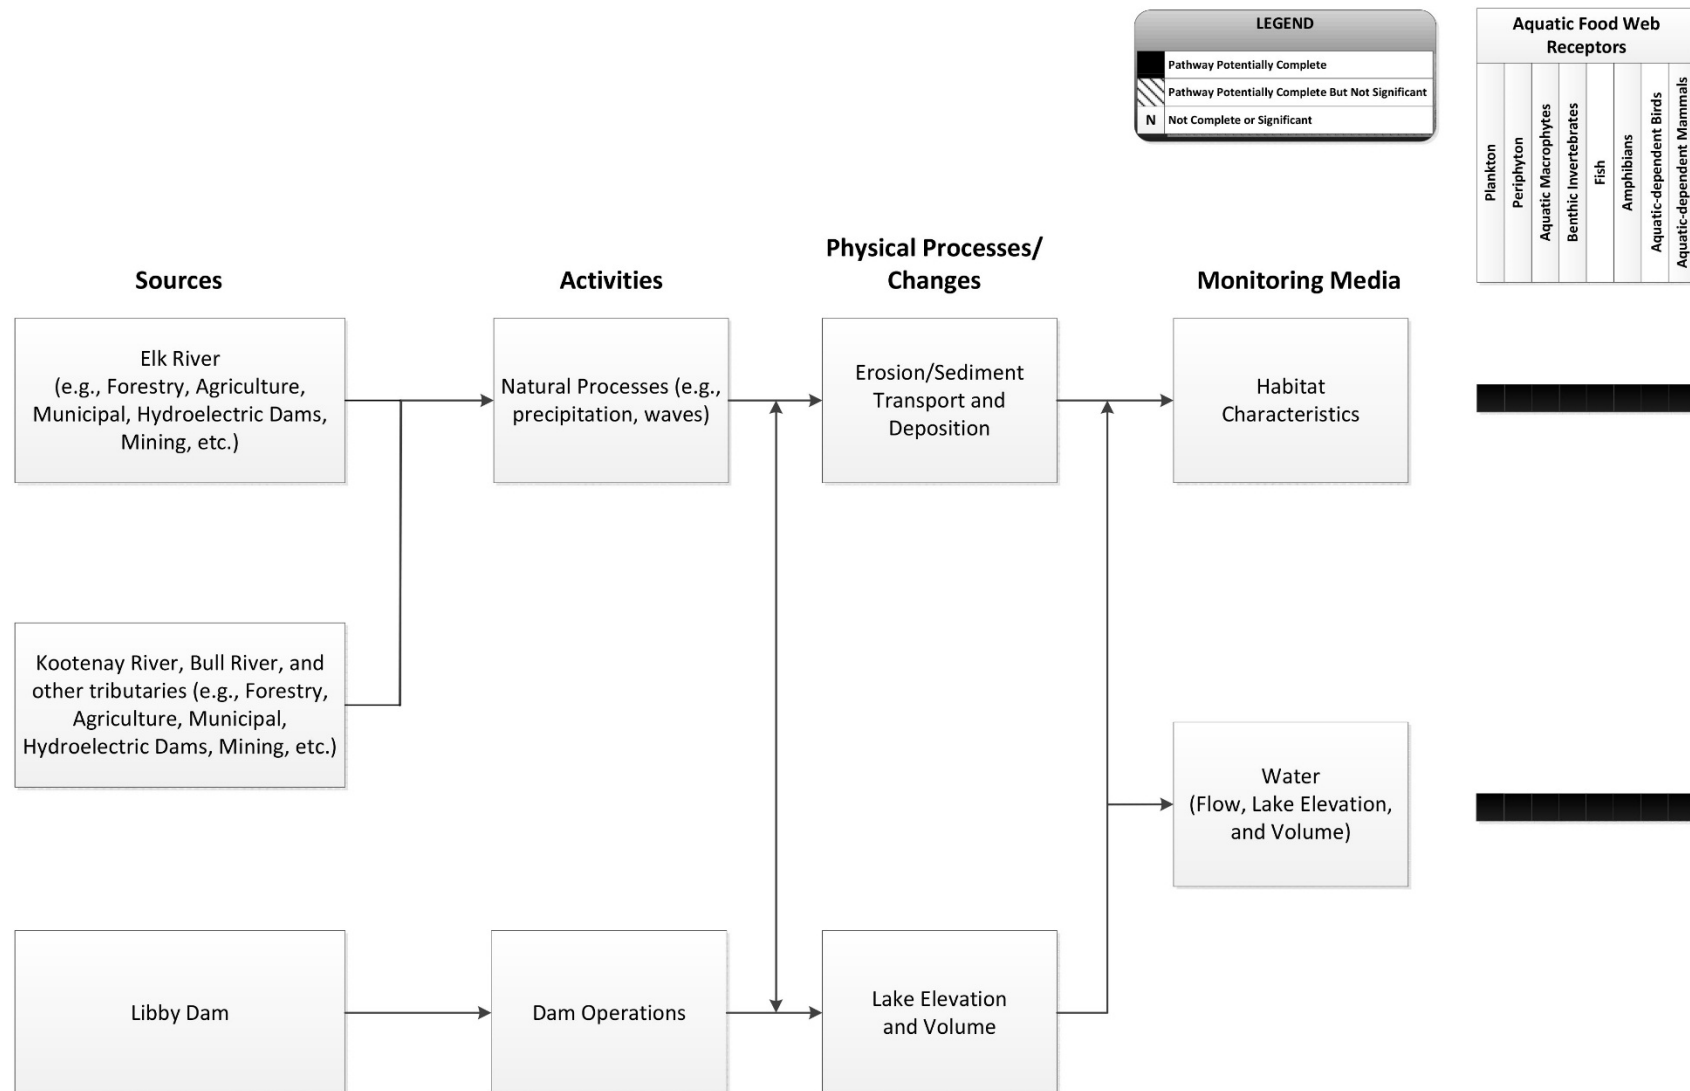 LEGEND
Pathway Potentially Complete
Pathway Potentially Complete But Not Significant
N Not Complete or Significant
Aquatic Food Web
Receptors
Plankton
Periphyton
Aquatic Macrophytes
Benthic Invertebrates
Fish
Amphibians
Aquatic-dependent Birds
Aquatic-dependent Mammals
Sources
Activities
Physical Processes/
Changes
Monitoring Media
Elk River
(e.g., Forestry, Agriculture,
Municipal, Hydroelectric Dams,
Mining, etc.)
Natural Processes (e.g.,
precipitation, waves)
Erosion/Sediment
Transport and
Deposition
Habitat
Characteristics
Kootenay River, Bull River, and
other tributaries (e.g., Forestry,
Agriculture, Municipal,
Hydroelectric Dams, Mining, etc.)
Water
(Flow, Lake Elevation,
and Volume)
Libby Dam
Dam Operations
Lake Elevation
and Volume